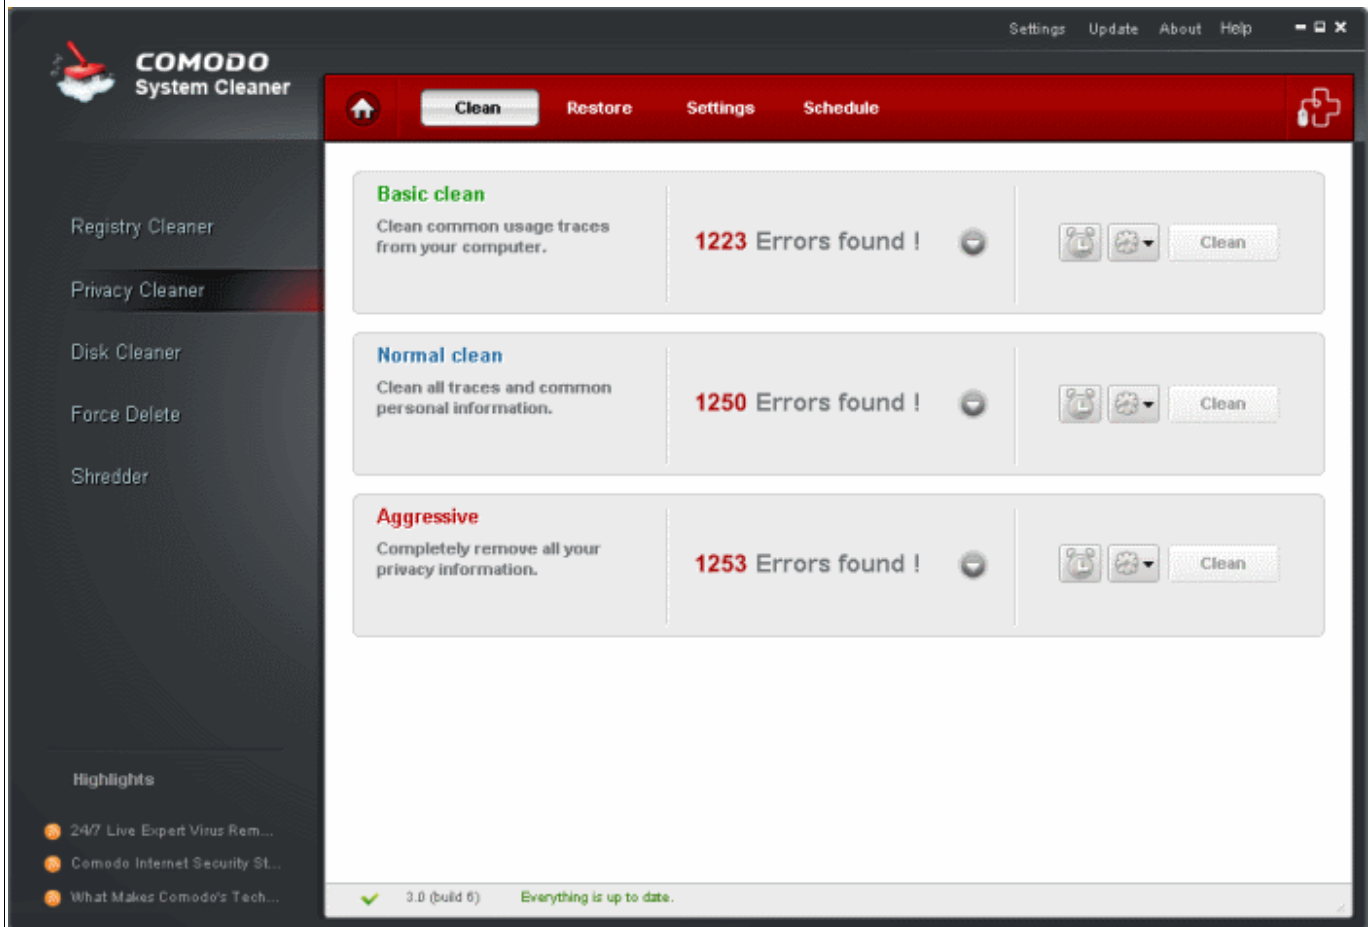 Settings Update About Help
COMODO
System Cleaner
Clean Restore Settings Schedule
Registry Cleaner
Privacy Cleaner
Disk Cleaner
Force Delete
Shredder
Basic clean
Clean common usage traces
from your computer.
1223 Errors found !
Clean
Normal clean
Clean all traces and common
personal information.
1250 Errors found !
Clean
Aggressive
Completely remove all your
privacy information.
1253 Errors found !
Clean
Highlights
24/7 Live Expert Virus Rem...
Comodo Internet Security St...
What Makes Comodo's Tech...
3.0 (build 6) Everything is up to date.